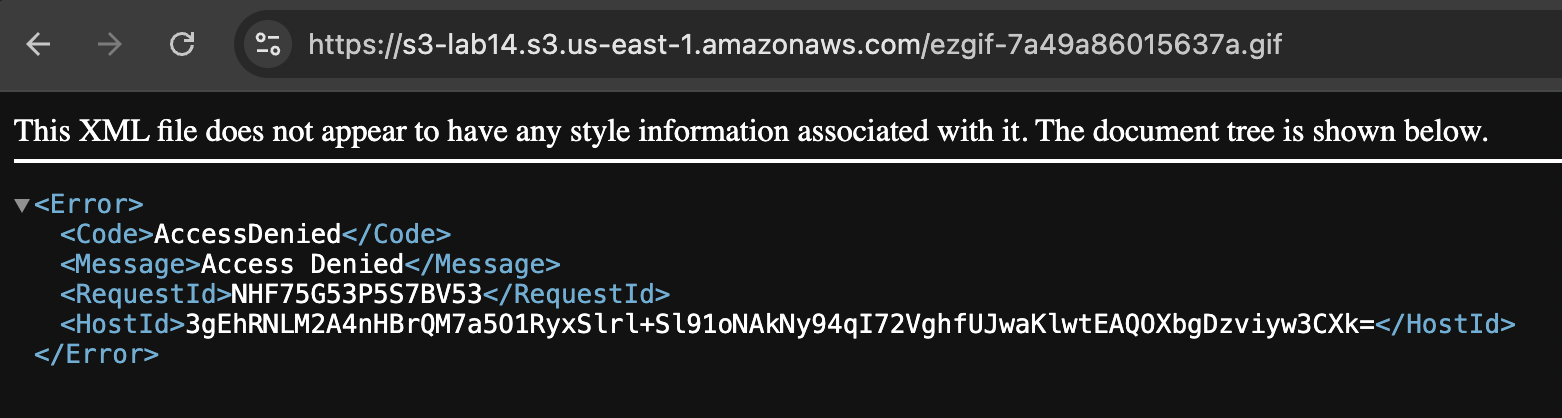 https://s3-lab14.s3.us-east-1.amazonaws.com/ezgif-7a49a86015637a.gif
This XML file does not appear to have any style information associated with it. The document tree is shown below.
▼<Error>
<Code>AccessDenied</Code>
<Message>Access Denied</Message>
<RequestId>NHF75G53P5S7BV53</RequestId>
<HostId>3gEhRNLM2A4nHBrQM7a5O1RyxSlrl+Sl91oNAkNy94qI72VghfUJwaKlwtEAQOXbgDzviyw3CXk=</HostId>
</Error>